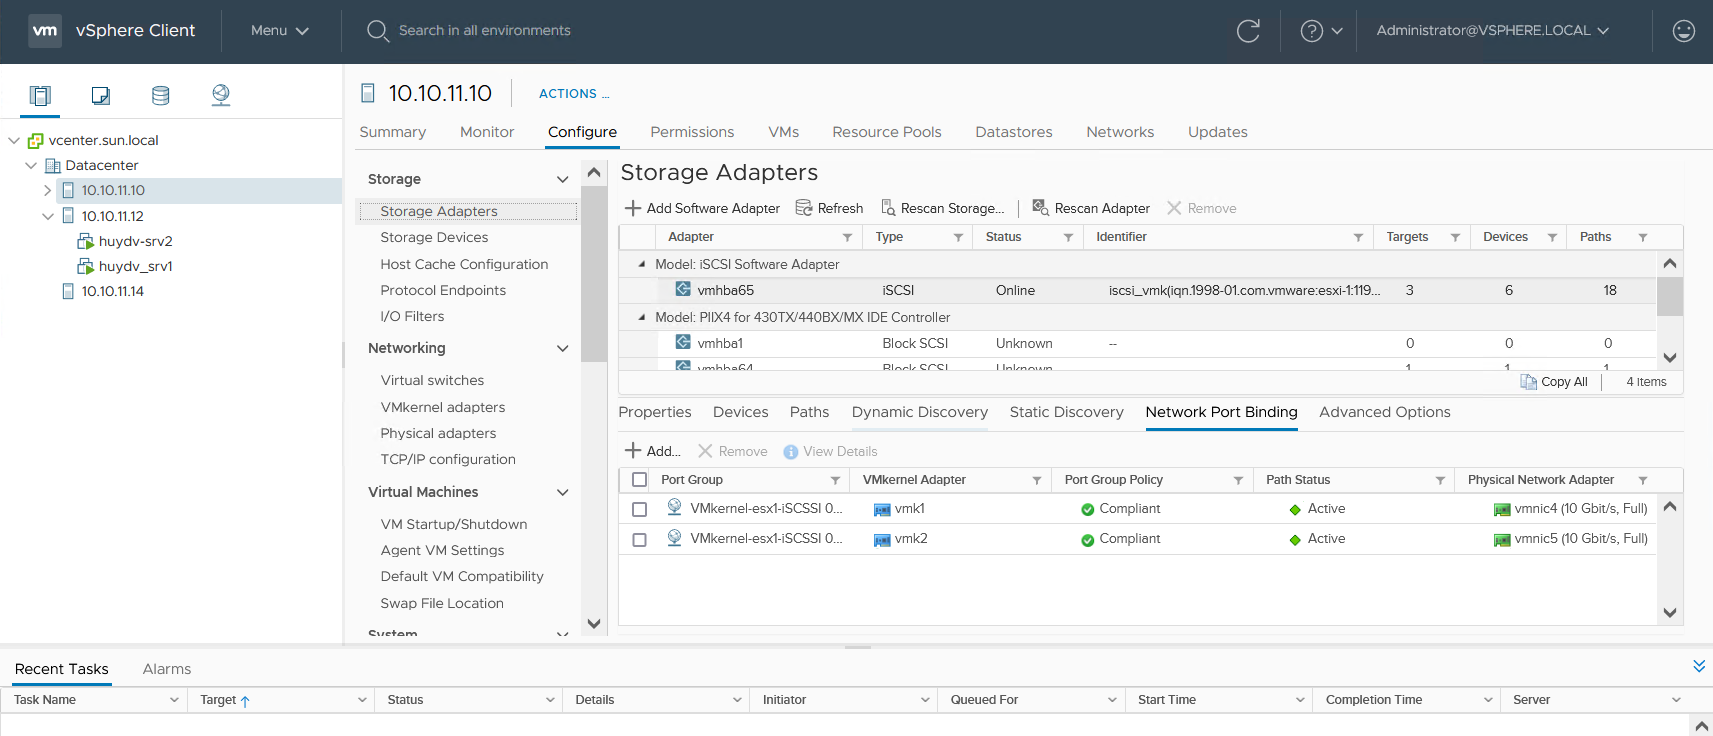 vm vSphere Client Menu Search in all environments ? Administrator@VSPHERE.LOCAL
10.10.11.10 ACTIONS ...
Summary Monitor Configure Permissions VMs Resource Pools Datastores Networks Updates
vcenter.sun.local
Datacenter
10.10.11.10
10.10.11.12
huydv-srv2
huydv_srv1
10.10.11.14
Storage
Storage Adapters
Storage Devices
Host Cache Configuration
Protocol Endpoints
I/O Filters
Networking
Virtual switches
VMkernel adapters
Physical adapters
TCP/IP configuration
Virtual Machines
VM Startup/Shutdown
Agent VM Settings
Default VM Compatibility
Swap File Location
System
Storage Adapters
Add Software Adapter Refresh Rescan Storage... Rescan Adapter Remove
Adapter Type Status Identifier Targets Devices Paths
Model: iSCSI Software Adapter
vmhba65 iSCSI Online iscsi_vmk(iqn.1998-01.com.vmware:esxi-1:119... 3 6 18
Model: PIIX4 for 430TX/440BX/MX IDE Controller
vmhba1 Block SCSI Unknown -- 0 0 0
vmhba64 Block SCSI Unknown 1 1 1
Copy All 4 items
Properties Devices Paths Dynamic Discovery Static Discovery Network Port Binding Advanced Options
Add... Remove View Details
Port Group VMkernel Adapter Port Group Policy Path Status Physical Network Adapter
VMkernel-esx1-iSCSSI 0... vmk1 Compliant Active vmnic4 (10 Gbit/s, Full)
VMkernel-esx1-iSCSSI 0... vmk2 Compliant Active vmnic5 (10 Gbit/s, Full)
Recent Tasks Alarms
Task Name Target Status Details Initiator Queued For Start Time Completion Time Server